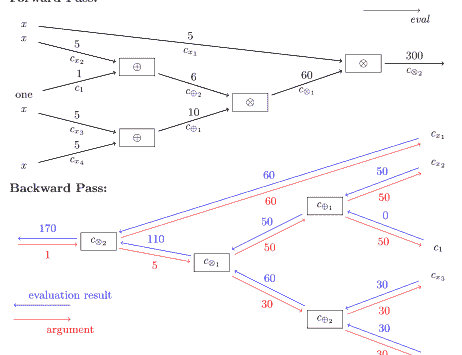 Forward Pass:
eval
x
x
5
c_{x_1}
5
c_{x_2}
1
c_1
one
x
⊕
6
c_{⊕_2}
⊗
60
c_{⊗_1}
⊗
300
c_{⊗_2}
5
c_{x_3}
⊕
10
c_{⊕_1}
5
c_{x_4}
x
c_{x_1}
c_{x_2}
Backward Pass:
60
60
50
50
c_{⊕_1}
0
50
c_1
170
c_{⊗_2}
1
110
5
c_{⊗_1}
50
50
60
30
c_{⊕_2}
c_{x_3}
30
30
30
30
evaluation result
argument